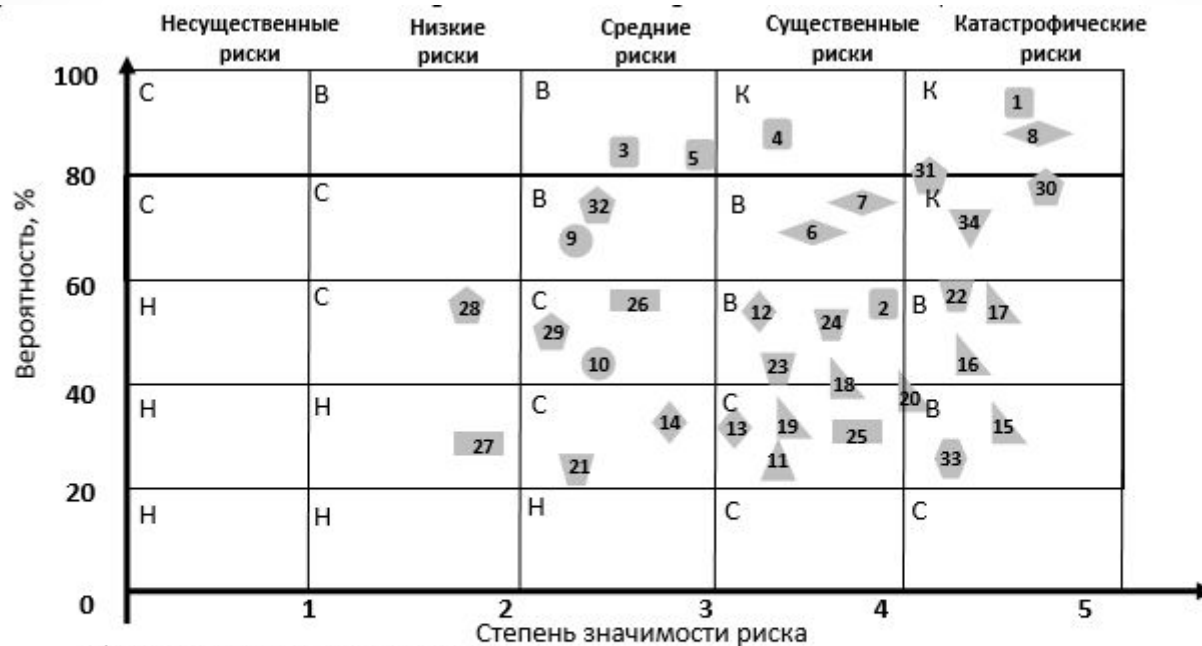 Несущественные риски
Низкие риски
Средние риски
Существенные риски
Катастрофические риски
Вероятность, %
100
С
В
В
К
К
1
8
3
5
4
80
С
С
В
В
К
31
30
32
7
34
9
6
60
Н
С
С
В
В
28
26
12
24
2
22
17
29
10
23
16
40
Н
Н
С
С
В
18
20
14
13
19
25
15
27
21
11
33
20
Н
Н
Н
С
С
0
1
2
3
4
5
Степень значимости риска